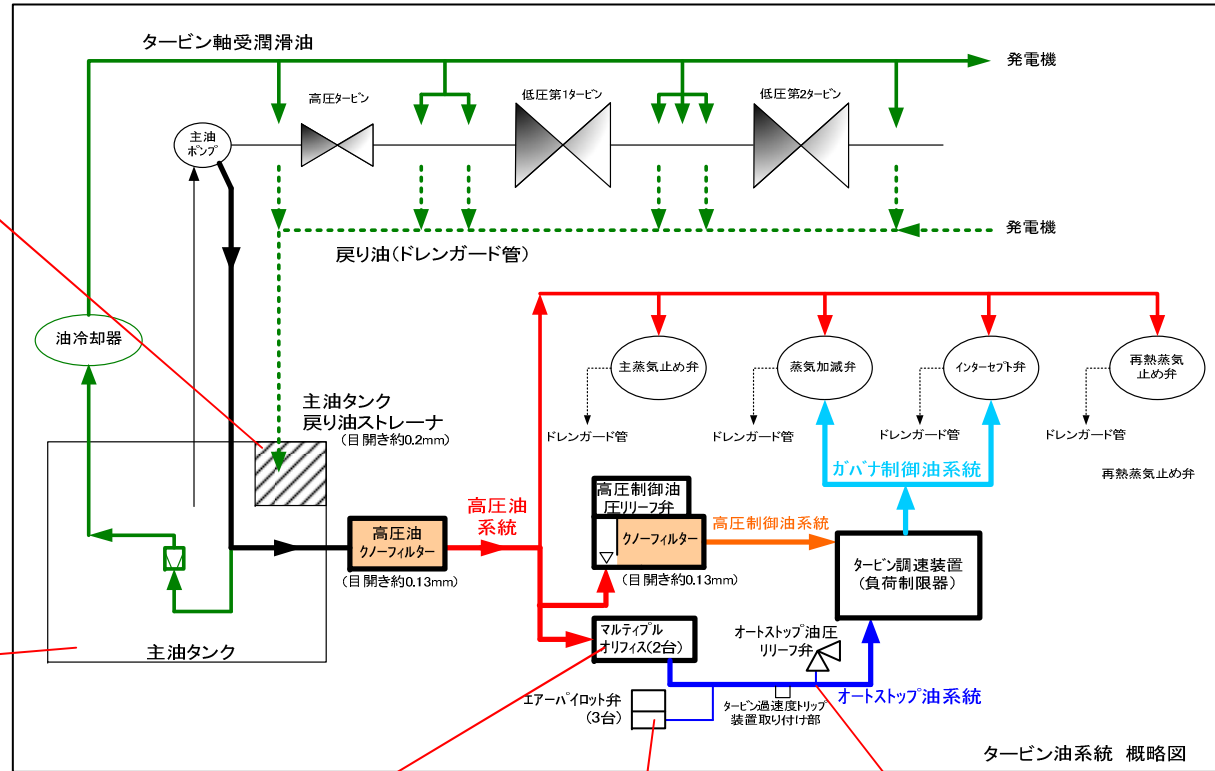 タービン軸受潤滑油
発電機
高圧タービン
低圧第1タービン
低圧第2タービン
主油
ポンプ
発電機
戻り油(ドレンガード管)
油冷却器
主蒸気止め弁
蒸気加減弁
インターセプト弁
再熱蒸気
止め弁
主油タンク
戻り油ストレーナ
(目開き約0.2mm)
ドレンガード管
ドレンガード管
ドレンガード管
ドレンガード管
ガバナ制御油系統
再熱蒸気止め弁
高圧油
系統
高圧制御油
圧リリーフ弁
クノーフィルター
(目開き約0.13mm)
高圧制御油系統
高圧油
クノーフィルター
(目開き約0.13mm)
タービン調速装置
(負荷制限器)
マルティプル
オリフィス(2台)
オートストップ油圧
リリーフ弁
主油タンク
エアーパイロット弁
(3台)
タービン過速度トリップ
装置取り付け部
オートストップ油系統
タービン油系統 概略図